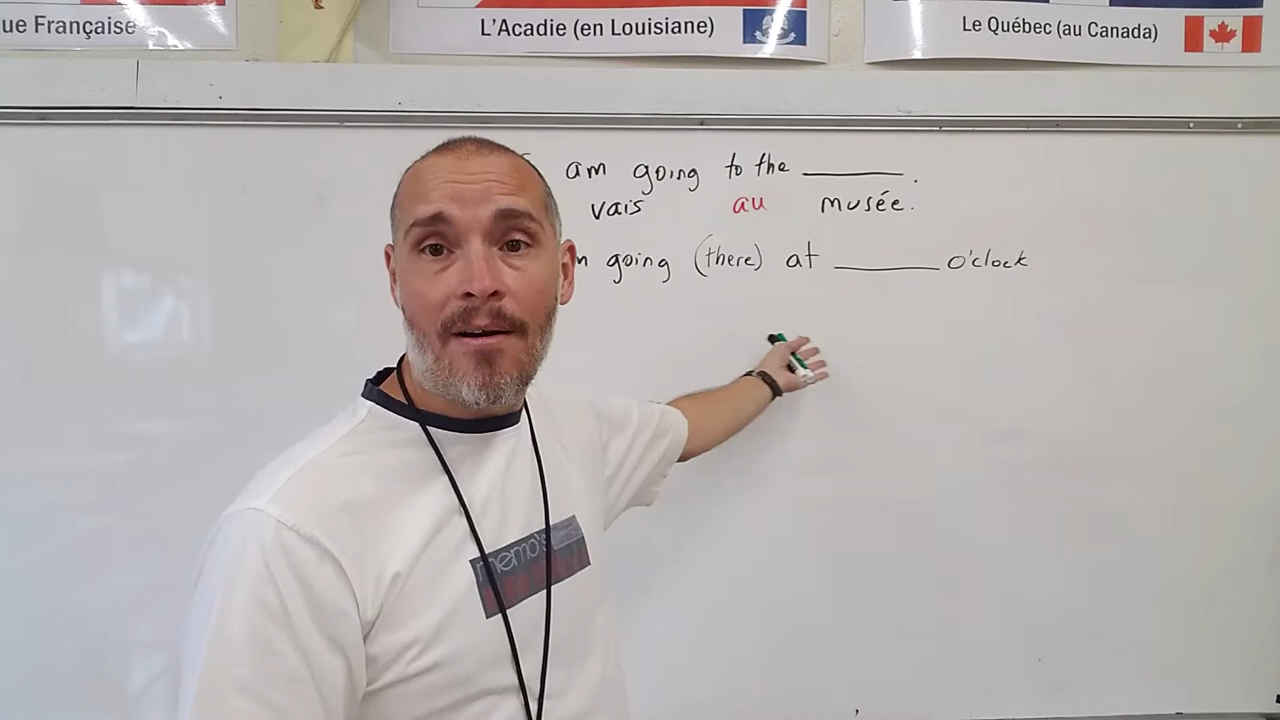 ue Française
L'Acadie (en Louisiane)
Le Québec (au Canada)
am going to the ______.
vais au musée.
going (there) at ______ o'clock
memo's